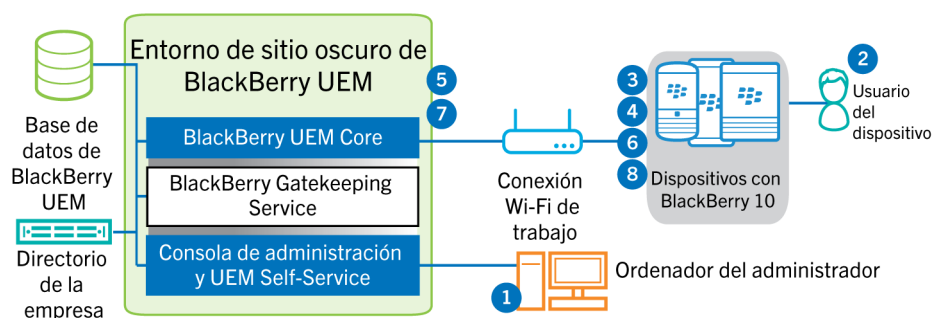 Entorno de sitio oscuro de
BlackBerry UEM
Base de
datos de
BlackBerry
UEM
Directorio
de la
empresa
BlackBerry UEM Core
BlackBerry Gatekeeping
Service
Consola de administración
y UEM Self-Service
5
7
Conexión
Wi-Fi de
trabajo
1
Ordenador del administrador
3
4
6
8
Dispositivos con
BlackBerry 10
2
Usuario
del
dispositivo